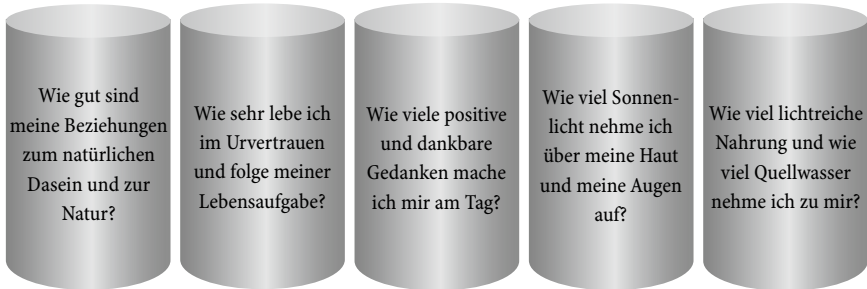 Wie gut sind
meine Beziehungen
zum natürlichen
Dasein und zur
Natur?
Wie sehr lebe ich
im Urvertrauen
und folge meiner
Lebensaufgabe?
Wie viele positive
und dankbare
Gedanken mache
ich mir am Tag?
Wie viel Sonnen-
licht nehme ich
über meine Haut
und meine Augen
auf?
Wie viel lichtreiche
Nahrung und wie
viel Quellwasser
nehme ich zu mir?